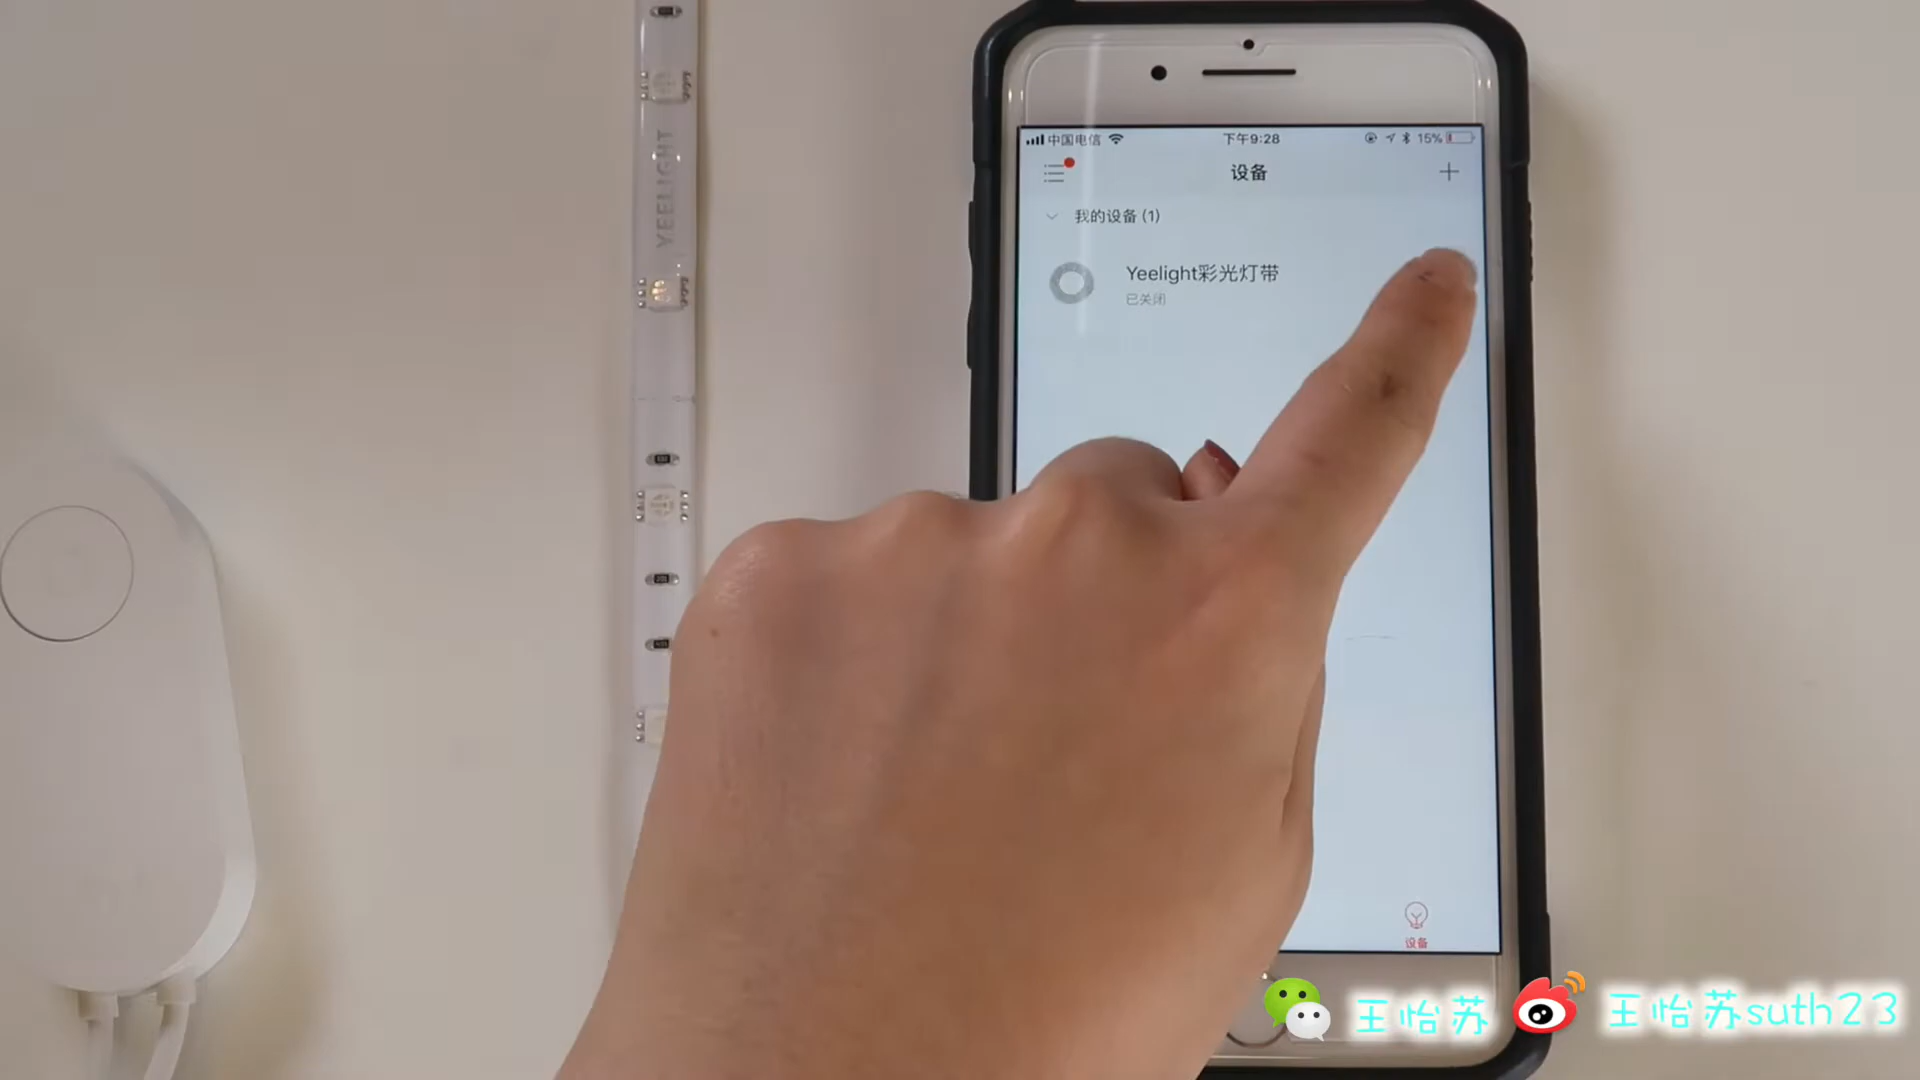 YEELIGHT
中国电信 下午9:28 15%
设备
我的设备 (1)
Yeelight彩光灯带
已关闭
设备
王怡苏 王怡苏suth23